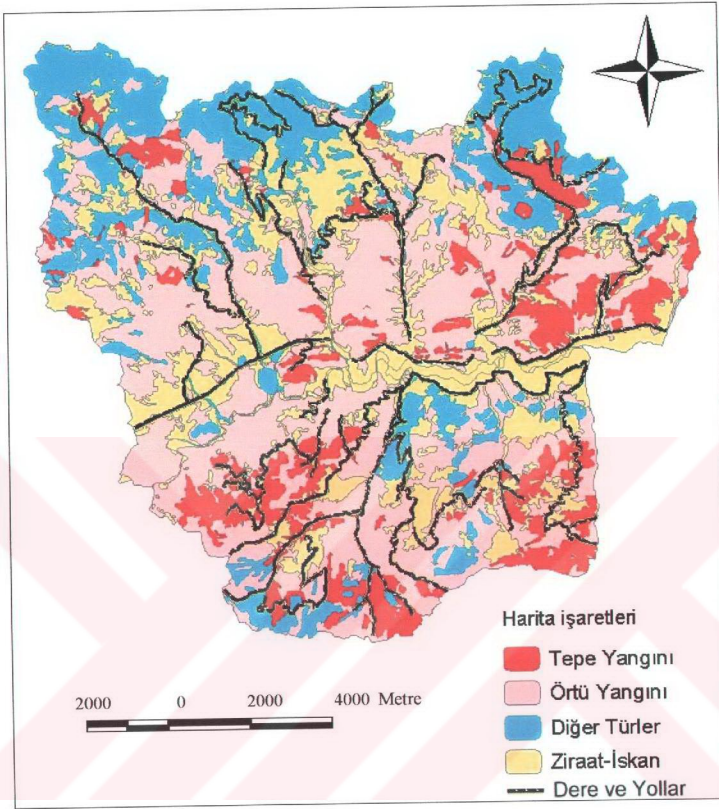 Harita işaretleri
Tepe Yangını
Örtü Yangını
Diğer Türler
Ziraat-İskan
Dere ve Yollar
2000 0 2000 4000 Metre